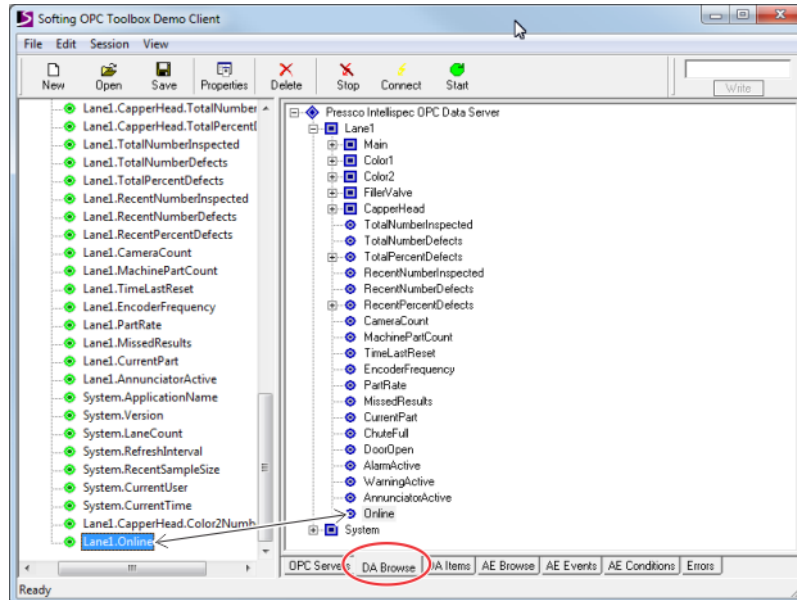 Softing OPC Toolbox Demo Client
File Edit Session View
New Open Save Properties Delete Stop Connect Start Write
Lane1.CapperHead.TotalNumber
Lane1.CapperHead.TotalPercent
Lane1.TotalNumberInspected
Lane1.TotalNumberDefects
Lane1.TotalPercentDefects
Lane1.RecentNumberInspected
Lane1.RecentNumberDefects
Lane1.RecentPercentDefects
Lane1.CameraCount
Lane1.MachinePartCount
Lane1.TimeLastReset
Lane1.EncoderFrequency
Lane1.PartRate
Lane1.MissedResults
Lane1.CurrentPart
Lane1.AnnunciatorActive
System.ApplicationName
System.Version
System.LaneCount
System.RefreshInterval
System.RecentSampleSize
System.CurrentUser
System.CurrentTime
Lane1.CapperHead.Color2Numb
Lane1.Online
Pressco Intellispec OPC Data Server
Lane1
Main
Color1
Color2
FillerValve
CapperHead
TotalNumberInspected
TotalNumberDefects
TotalPercentDefects
RecentNumberInspected
RecentNumberDefects
RecentPercentDefects
CameraCount
MachinePartCount
TimeLastReset
EncoderFrequency
PartRate
MissedResults
CurrentPart
ChuteFull
DoorOpen
AlarmActive
WarningActive
AnnunciatorActive
Online
System
OPC Servers DA Browse DA Items AE Browse AE Events AE Conditions Errors
Ready